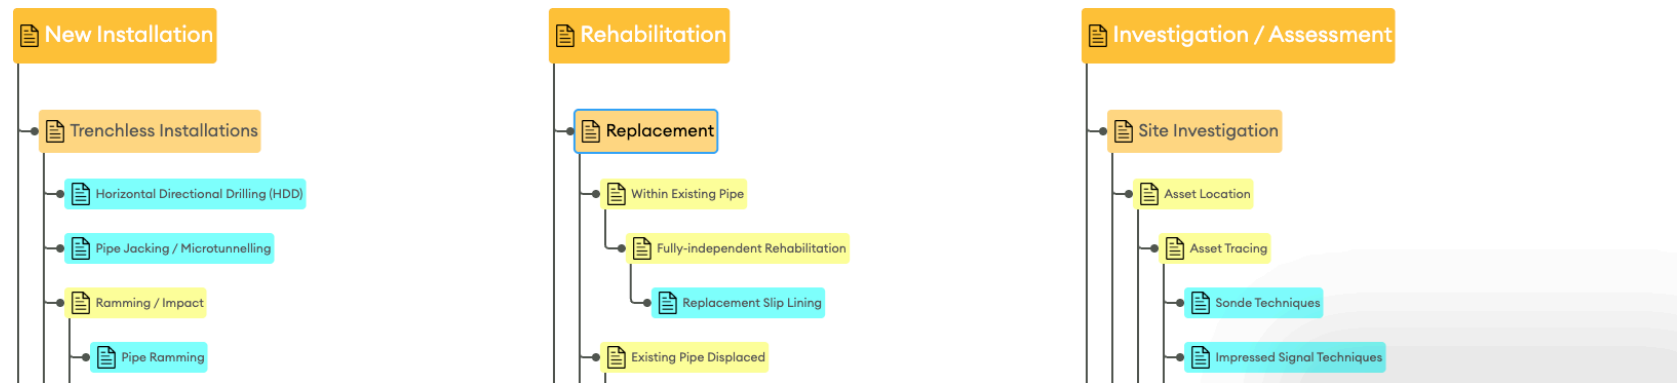 New Installation
Trenchless Installations
Horizontal Directional Drilling (HDD)
Pipe Jacking / Microtunnelling
Ramming / Impact
Pipe Ramming
Rehabilitation
Replacement
Within Existing Pipe
Fully-independent Rehabilitation
Replacement Slip Lining
Existing Pipe Displaced
Investigation / Assessment
Site Investigation
Asset Location
Asset Tracing
Sonde Techniques
Impressed Signal Techniques